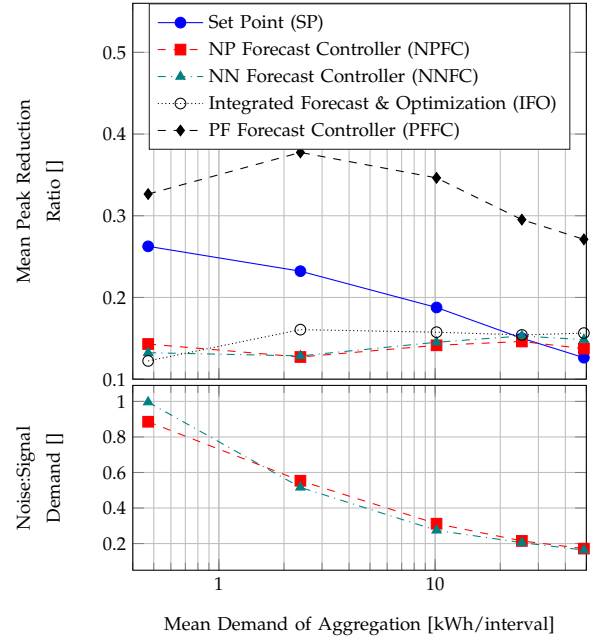 Set Point (SP)
NP Forecast Controller (NPFC)
NN Forecast Controller (NNFC)
Integrated Forecast & Optimization (IFO)
PF Forecast Controller (PFFC)
0.5
0.4
0.3
0.2
0.1
Mean Peak Reduction
Ratio []
1
0.8
0.6
0.4
0.2
Noise:Signal
Demand []
1
10
Mean Demand of Aggregation [kWh/interval]